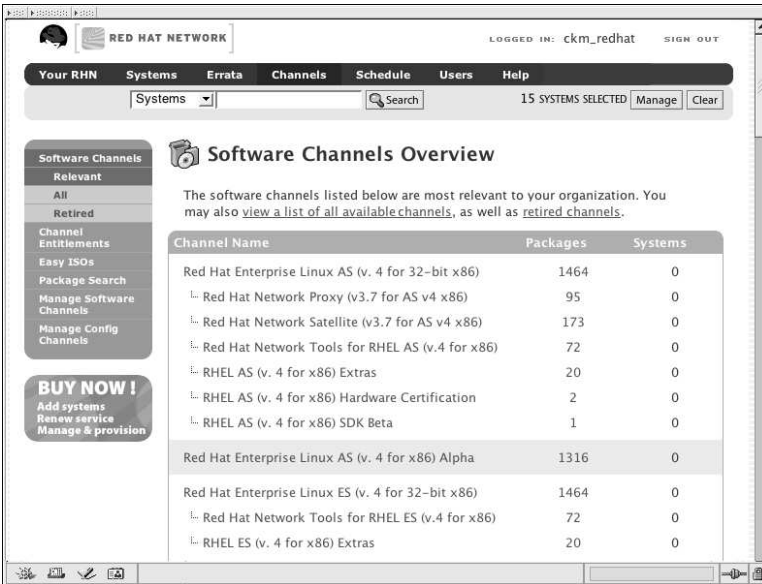 RED HAT NETWORK
LOGGED IN: ckm_redhat SIGN OUT
Your RHN Systems Errata Channels Schedule Users Help
Systems Search 15 SYSTEMS SELECTED Manage Clear
Software Channels
Relevant
All
Retired
Channel
Entitlements
Easy ISOs
Package Search
Manage Software
Channels
Manage Config
Channels
BUY NOW!
Add systems
Renew service
Manage & provision
Software Channels Overview
The software channels listed below are most relevant to your organization. You
may also view a list of all available channels, as well as retired channels.
Channel Name Packages Systems
Red Hat Enterprise Linux AS (v. 4 for 32-bit x86) 1464 0
Red Hat Network Proxy (v3.7 for AS v4 x86) 95 0
Red Hat Network Satellite (v3.7 for AS v4 x86) 173 0
Red Hat Network Tools for RHEL AS (v.4 for x86) 72 0
RHEL AS (v. 4 for x86) Extras 20 0
RHEL AS (v. 4 for x86) Hardware Certification 2 0
RHEL AS (v. 4 for x86) SDK Beta 1 0
Red Hat Enterprise Linux AS (v. 4 for x86) Alpha 1316 0
Red Hat Enterprise Linux ES (v. 4 for 32-bit x86) 1464 0
Red Hat Network Tools for RHEL ES (v.4 for x86) 72 0
RHEL ES (v. 4 for x86) Extras 20 0